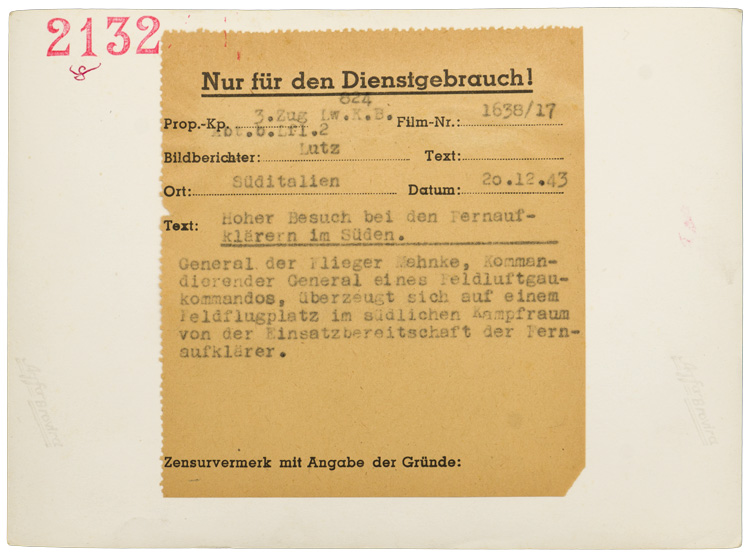 2132
Nur für den Dienstgebrauch!
824
Prop.-Kp. 3.Zug Lw.K.B. Film-Nr.: 1638/17
Abt.b.Lfl.2
Bildberichter: Lutz Text:
Ort: Süditalien Datum: 20.12.43
Text: Hoher Besuch bei den Fernauf-
klärern im Süden.
General der Flieger Mahnke, Komman-
dierender General eines Feldluftgau-
kommandos, überzeugt sich auf einem
Feldflugplatz im südlichen Kampfraum
von der Einsatzbereitschaft der Fern-
aufklärer.
Zensurvermerk mit Angabe der Gründe: